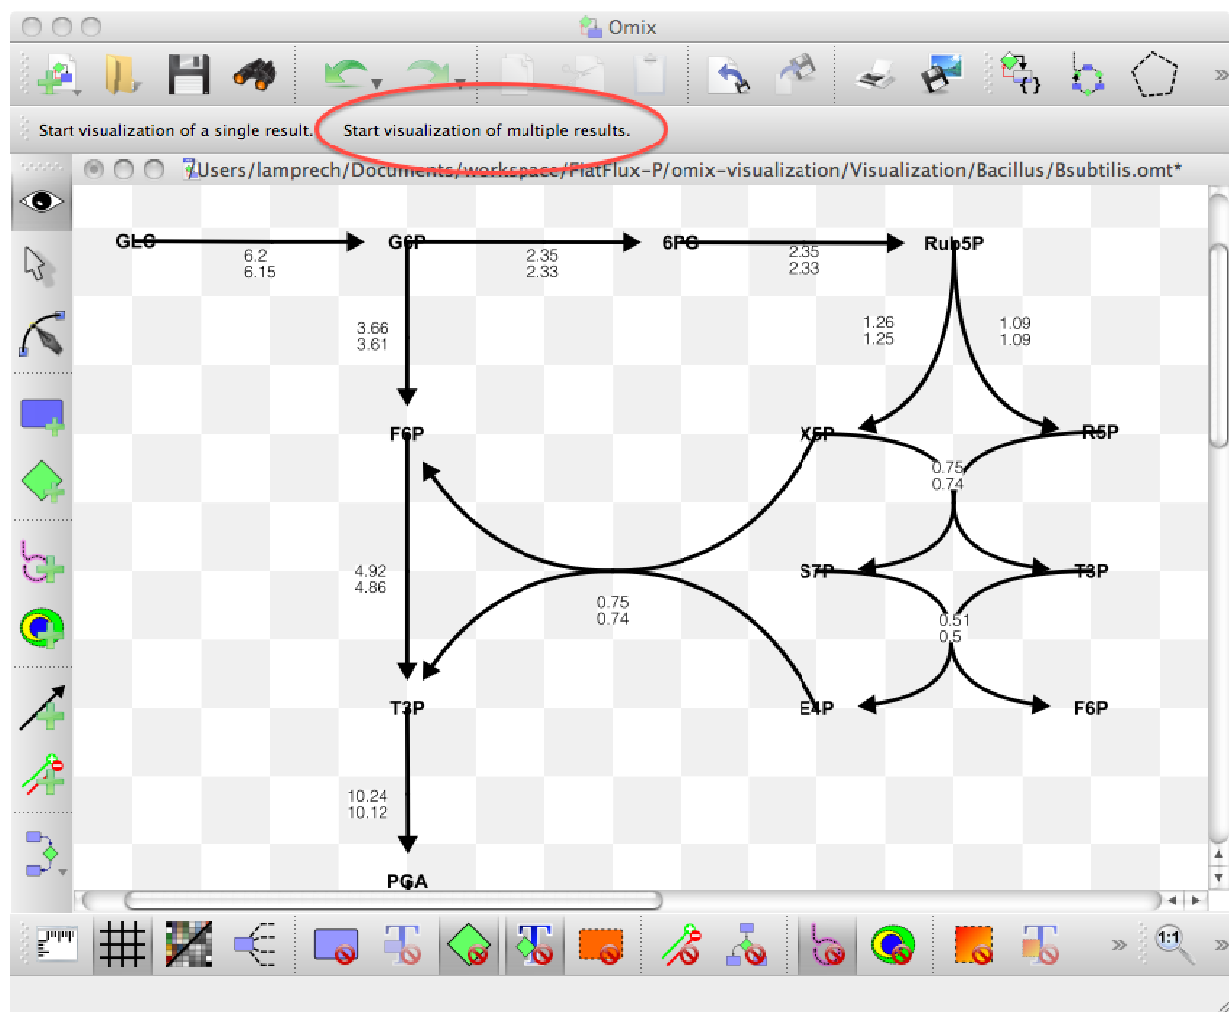 Omix
Start visualization of a single result.
Start visualization of multiple results.
/Users/lamprech/Documents/workspace/FiatFlux-P/omix-visualization/Visualization/Bacillus/Bsubtilis.omt*
GLC
G6P
6PG
Rub5P
6.2
6.15
2.35
2.33
2.35
2.33
3.66
3.61
1.26
1.25
1.09
1.09
F6P
X5P
R5P
0.75
0.74
4.92
4.86
S7P
T3P
0.75
0.74
0.51
0.5
T3P
E4P
F6P
10.24
10.12
PGA
{}
T
T
1:1
T